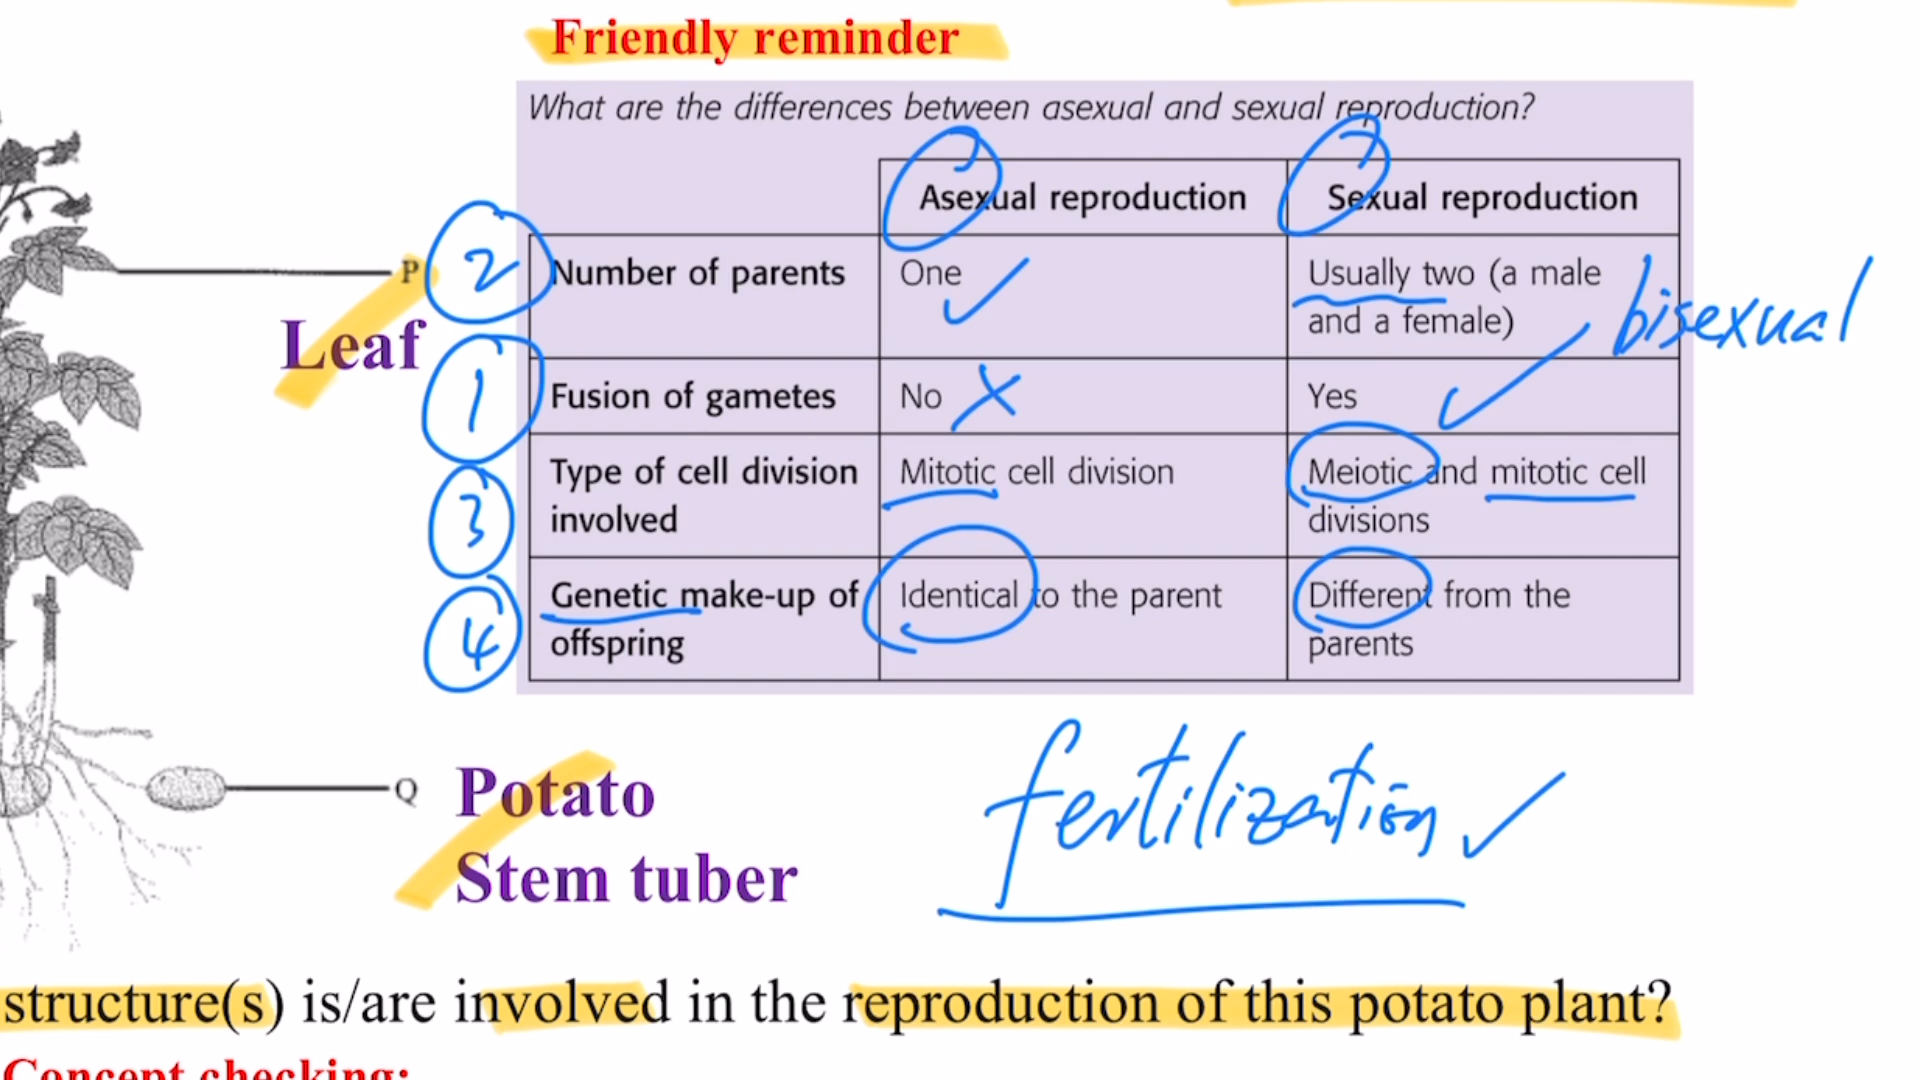 Friendly reminder
What are the differences between asexual and sexual reproduction?
Asexual reproduction
Sexual reproduction
2
Number of parents
One
Usually two (a male
and a female)
bisexual
1
Fusion of gametes
No
Yes
3
Type of cell division
involved
Mitotic cell division
Meiotic and mitotic cell
divisions
4
Genetic make-up of
offspring
Identical to the parent
Different from the
parents
P
Leaf
Q
Potato
Stem tuber
fertilization
structure(s) is/are involved in the reproduction of this potato plant?
Concept checking: